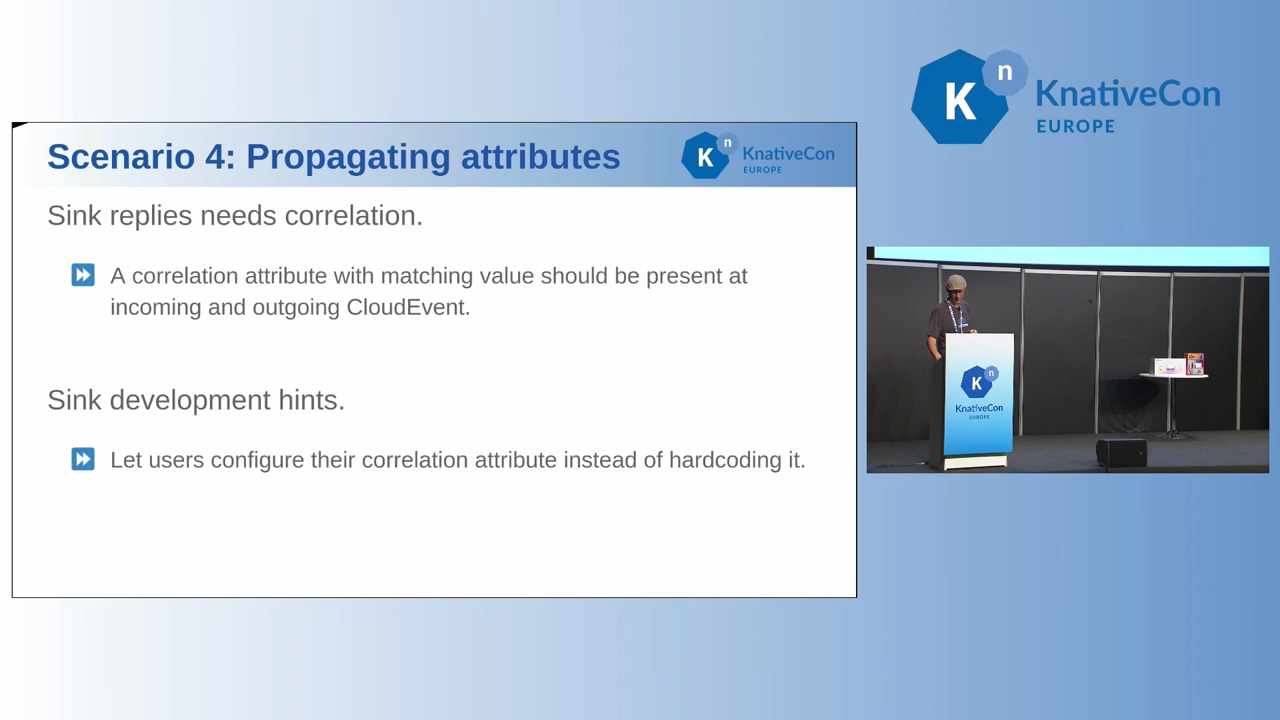 Scenario 4: Propagating attributes
K n KnativeCon
EUROPE
Sink replies needs correlation.
A correlation attribute with matching value should be present at
incoming and outgoing CloudEvent.
Sink development hints.
Let users configure their correlation attribute instead of hardcoding it.
K n KnativeCon
EUROPE
K n
KnativeCon
EUROPE